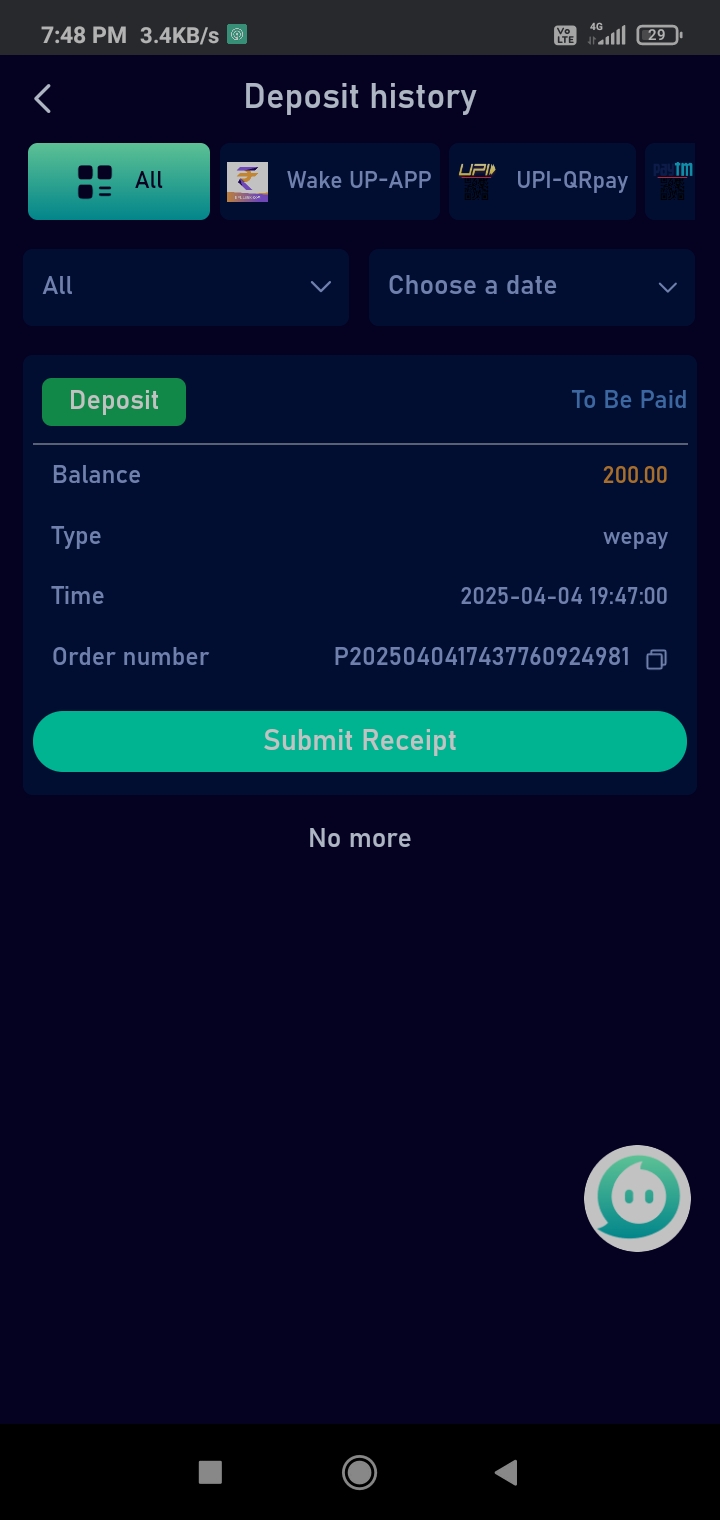 7:48 PM 3.4KB/s Vo LTE 4G 29
Deposit history
All Wake UP-APP UPI UPI-QRpay paytm
All Choose a date
Deposit To Be Paid
Balance 200.00
Type wepay
Time 2025-04-04 19:47:00
Order number P2025040417437760924981
Submit Receipt
No more